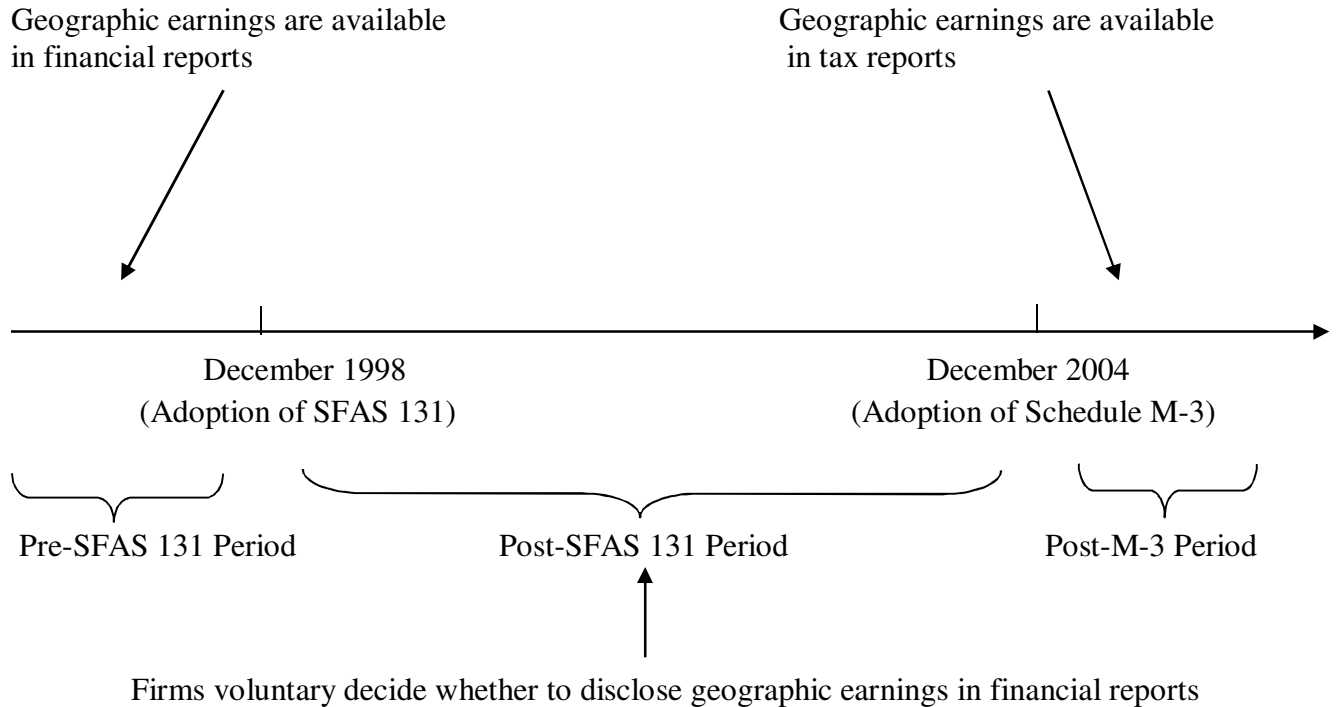 Geographic earnings are available
in financial reports
Geographic earnings are available
in tax reports
December 1998
(Adoption of SFAS 131)
December 2004
(Adoption of Schedule M-3)
Pre-SFAS 131 Period
Post-SFAS 131 Period
Post-M-3 Period
Firms voluntary decide whether to disclose geographic earnings in financial reports